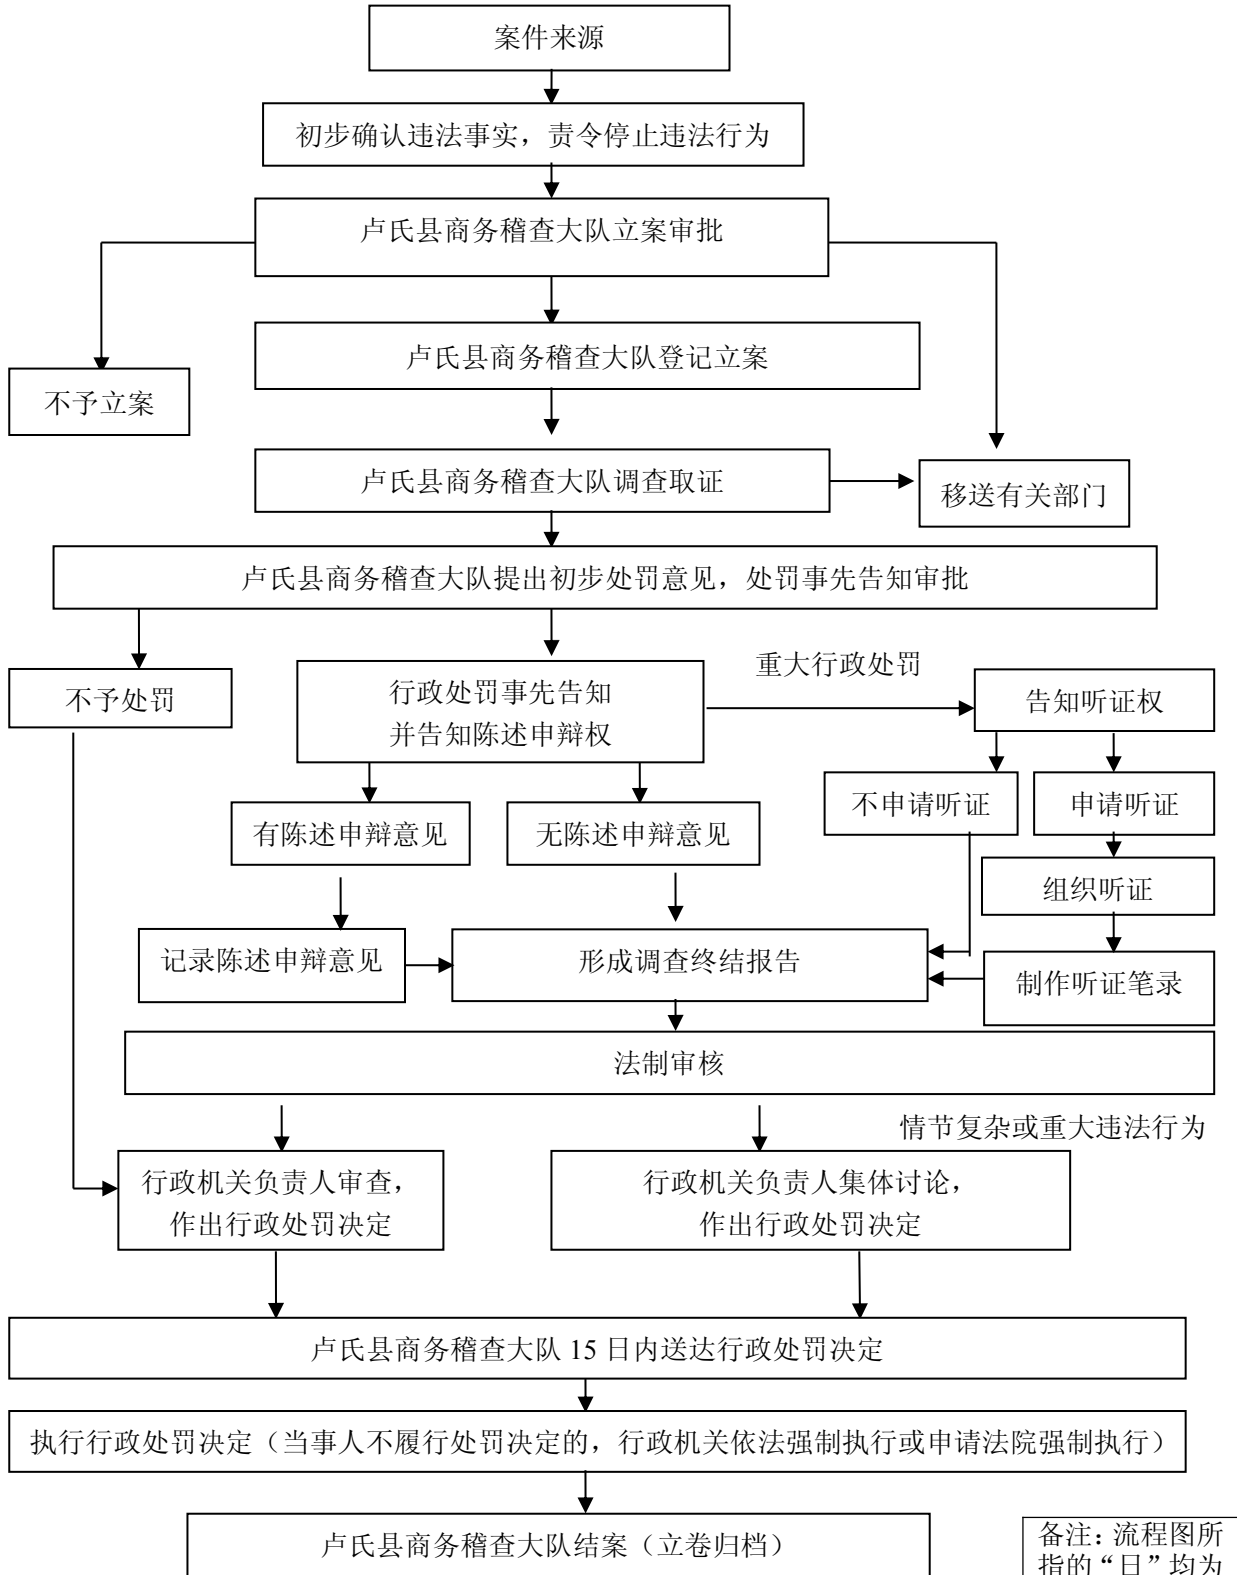 案件来源
初步确认违法事实，责令停止违法行为
卢氏县商务稽查大队立案审批
卢氏县商务稽查大队登记立案
不予立案
卢氏县商务稽查大队调查取证
移送有关部门
卢氏县商务稽查大队提出初步处罚意见，处罚事先告知审批
重大行政处罚
不予处罚
行政处罚事先告知
并告知陈述申辩权
告知听证权
不申请听证
申请听证
有陈述申辩意见
无陈述申辩意见
组织听证
记录陈述申辩意见
形成调查终结报告
制作听证笔录
法制审核
情节复杂或重大违法行为
行政机关负责人审查，
作出行政处罚决定
行政机关负责人集体讨论，
作出行政处罚决定
卢氏县商务稽查大队 15 日内送达行政处罚决定
执行行政处罚决定（当事人不履行处罚决定的，行政机关依法强制执行或申请法院强制执行）
卢氏县商务稽查大队结案（立卷归档）
备注：流程图所
指的“日”均为